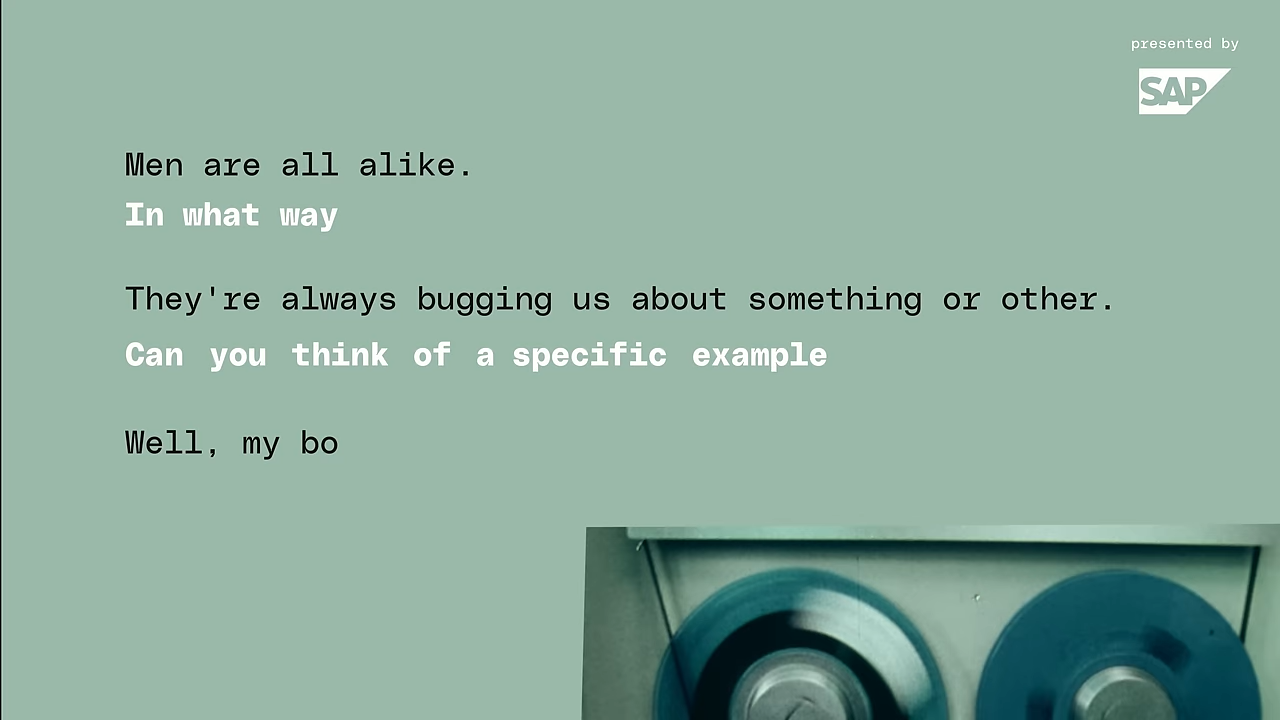 presented by
SAP
Men are all alike.
In what way
They're always bugging us about something or other.
Can you think of a specific example
Well, my bo